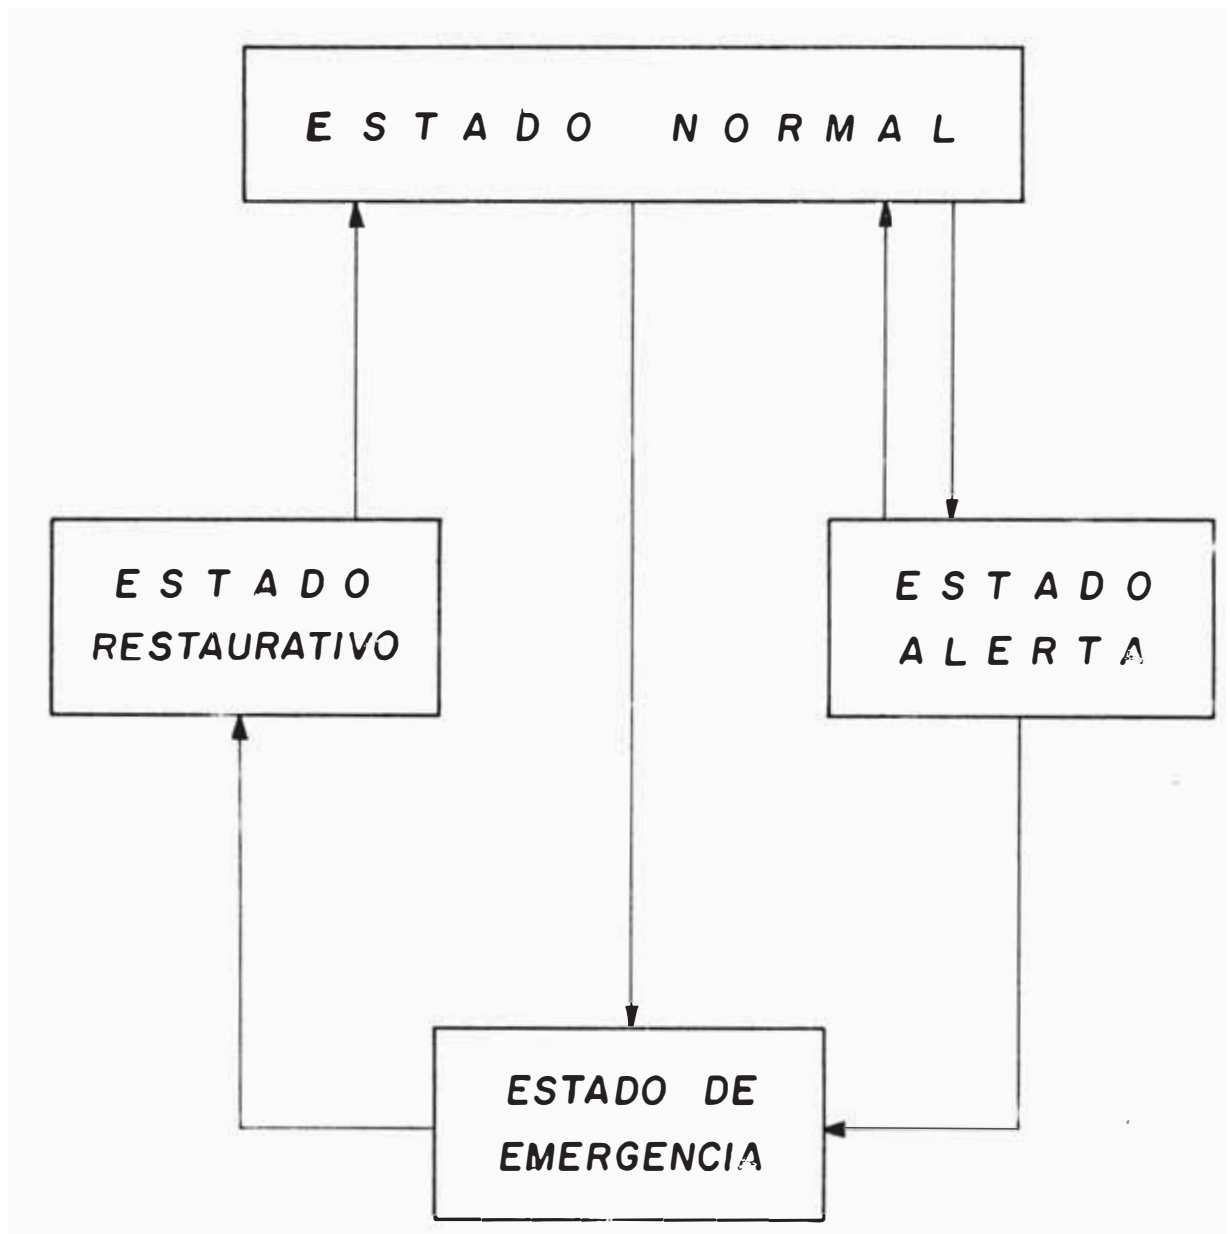 ESTADO NORMAL
ESTADO
RESTAURATIVO
ESTADO
ALERTA
ESTADO DE
EMERGENCIA